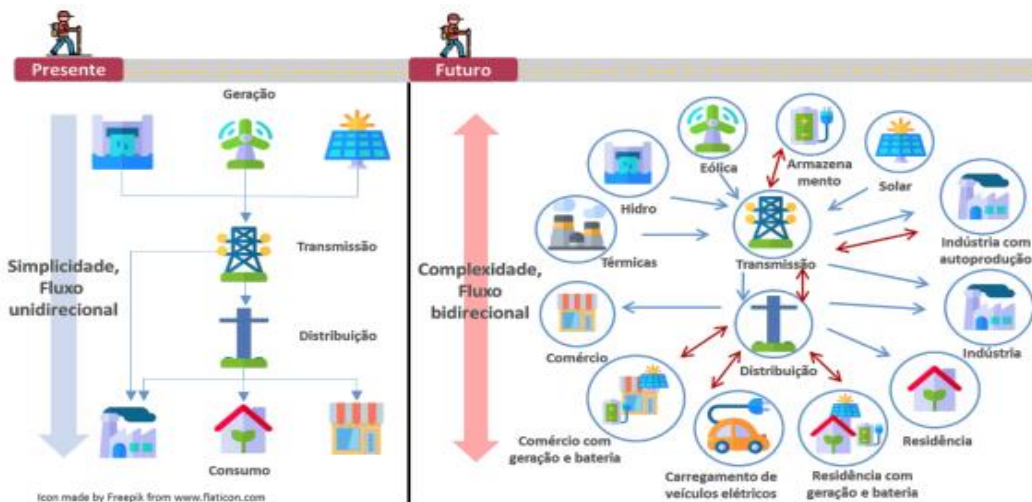 Presente
Futuro
Geração
Transmissão
Simplicidade,
Fluxo
unidirecional
Distribuição
Consumo
Icon made by Freepik from www.flaticon.com
Complexidade,
Fluxo
bidirecional
Eólica
Armazena
mento
Solar
Hidro
Térmicas
Transmissão
Indústria com
autoprodução
Comércio
Distribuição
Indústria
Comércio com
geração e bateria
Carregamento de
veículos elétricos
Residência com
geração e bateria
Residência